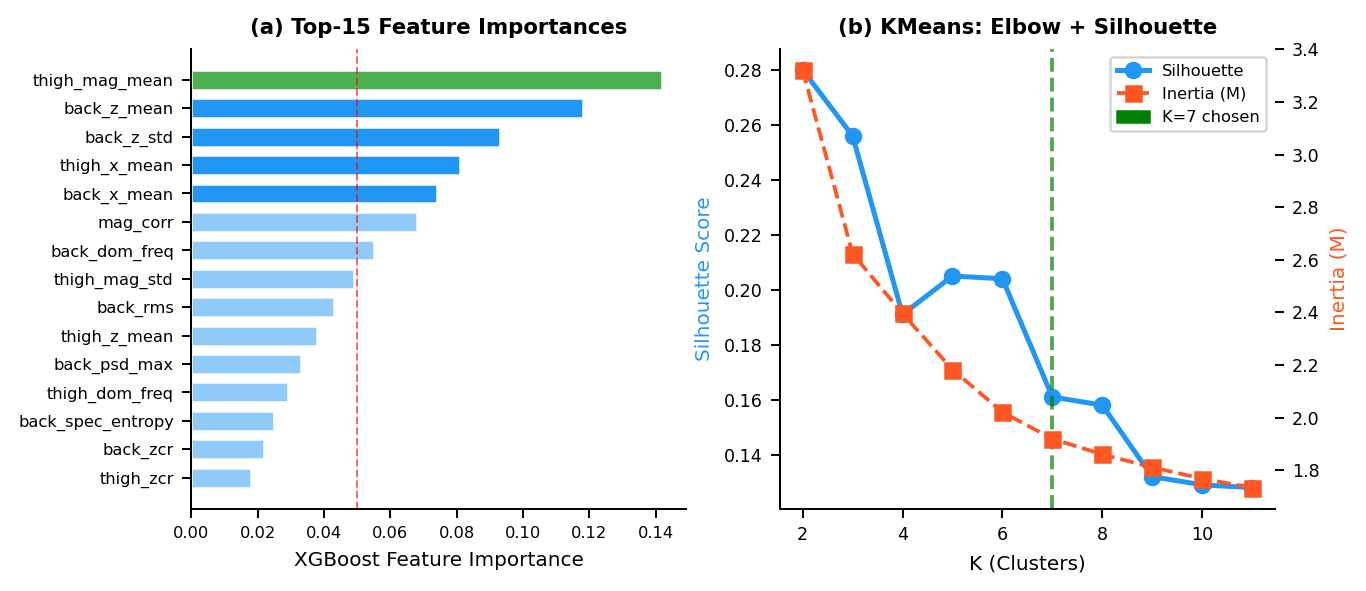 (a) Top-15 Feature Importances
thigh_mag_mean
back_z_mean
back_z_std
thigh_x_mean
back_x_mean
mag_corr
back_dom_freq
thigh_mag_std
back_rms
thigh_z_mean
back_psd_max
thigh_dom_freq
back_spec_entropy
back_zcr
thigh_zcr
0.00 0.02 0.04 0.06 0.08 0.10 0.12 0.14
XGBoost Feature Importance
(b) KMeans: Elbow + Silhouette
Silhouette Score
0.28
0.26
0.24
0.22
0.20
0.18
0.16
0.14
Silhouette
Inertia (M)
K=7 chosen
3.4
3.2
3.0
2.8
2.6
2.4
2.2
2.0
1.8
Inertia (M)
2 4 6 8 10
K (Clusters)